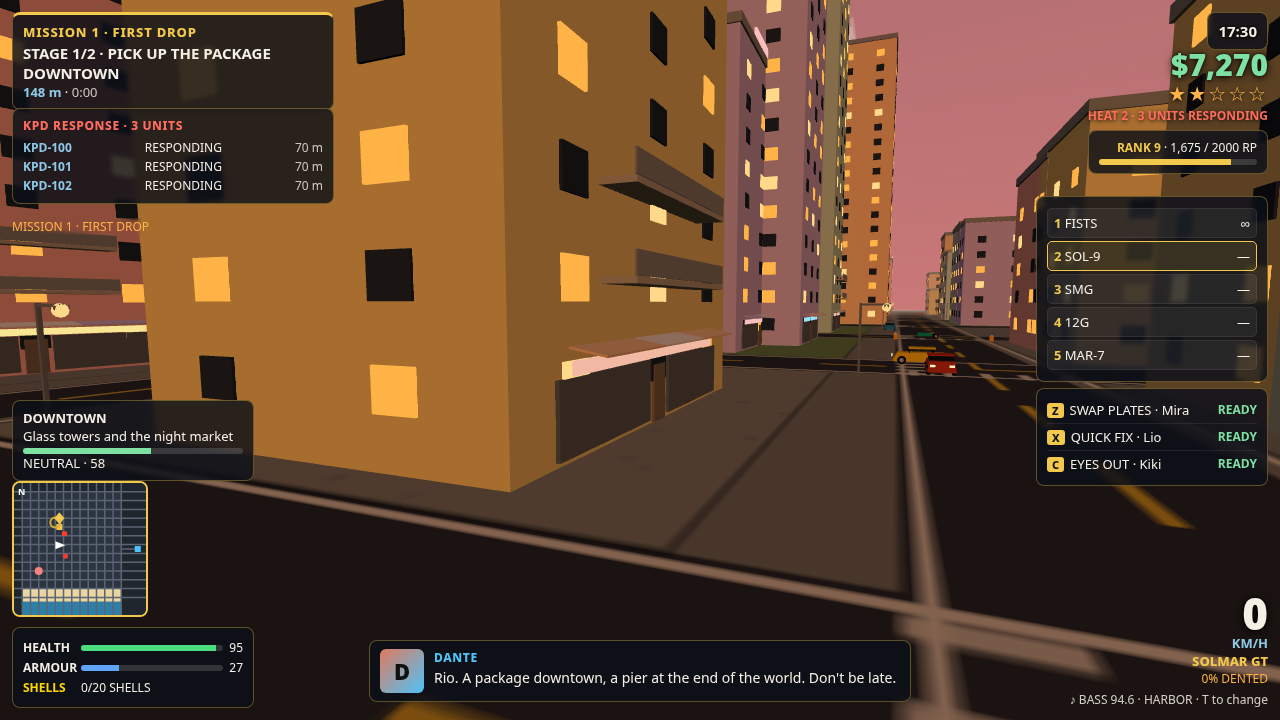 MISSION 1 · FIRST DROP
STAGE 1/2 · PICK UP THE PACKAGE
DOWNTOWN
148 m · 0:00
KPD RESPONSE · 3 UNITS
KPD-100 RESPONDING 70 m
KPD-101 RESPONDING 70 m
KPD-102 RESPONDING 70 m
MISSION 1 · FIRST DROP
17:30
$7,270
★★☆☆☆☆
HEAT 2 · 3 UNITS RESPONDING
RANK 9 · 1,675 / 2000 RP
1 FISTS ∞
2 SOL-9 —
3 SMG —
4 12G —
5 MAR-7 —
Z SWAP PLATES · Mira READY
X QUICK FIX · Lio READY
C EYES OUT · Kiki READY
DOWNTOWN
Glass towers and the night market
NEUTRAL · 58
N
HEALTH 95
ARMOUR 27
SHELLS 0/20 SHELLS
D
DANTE
Rio. A package downtown, a pier at the end of the world. Don't be late.
0
KM/H
SOLMAR GT
0% DENTED
♪ BASS 94.6 · HARBOR · T to change